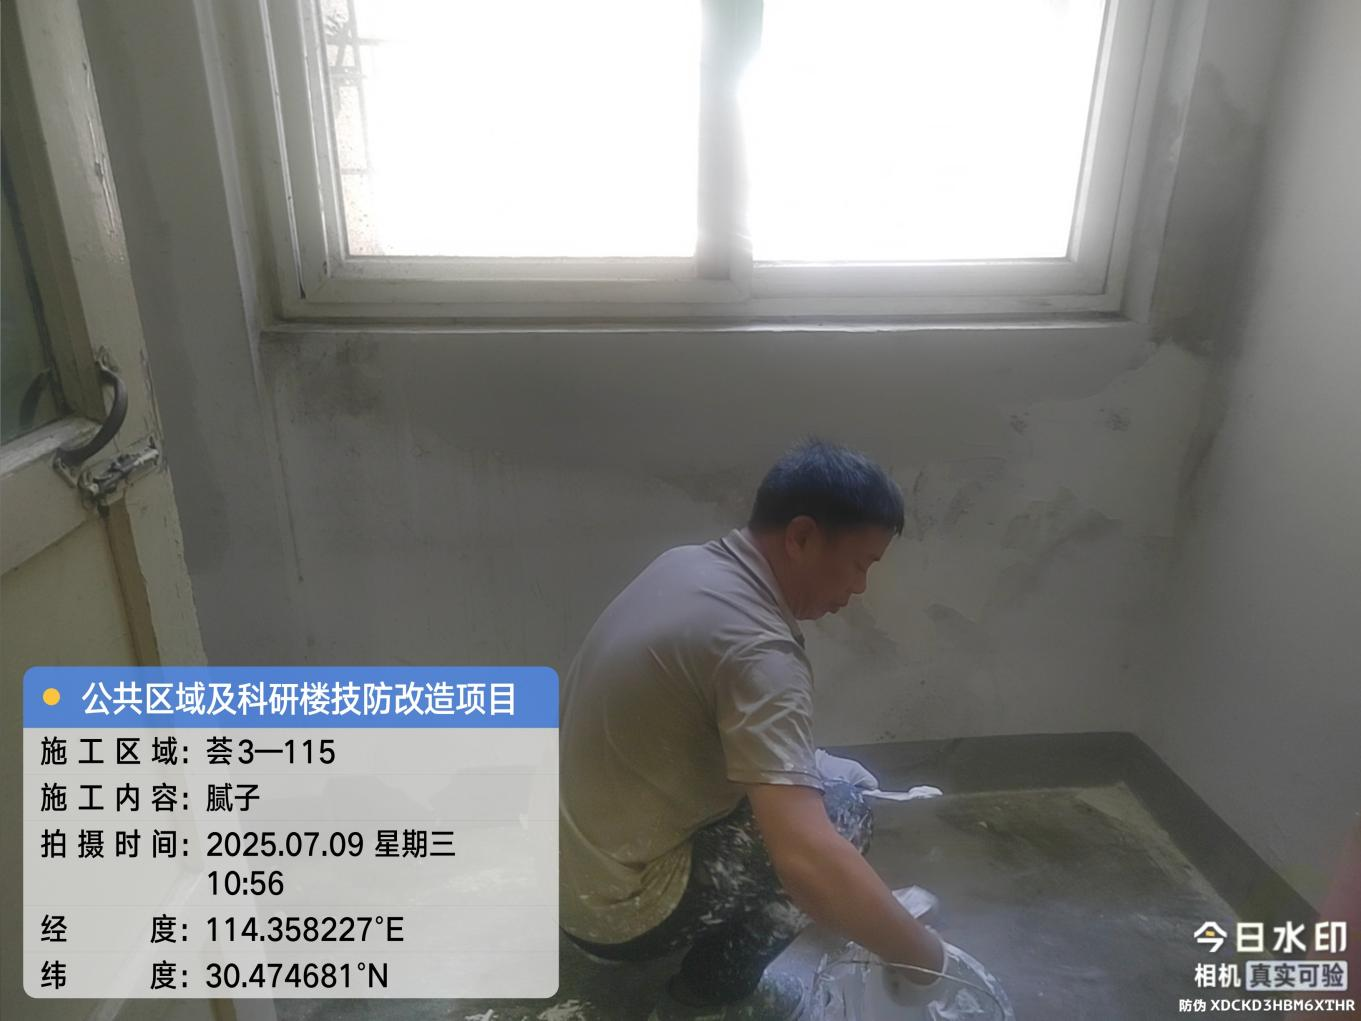 公共区域及科研楼技防改造项目
施工区域：荟3—115
施工内容：腻子
拍摄时间：2025.07.09 星期三
10:56
经度：114.358227°E
纬度：30.474681°N
今日水印
相机 真实可验
防伪 XDCKD3HBM6XTHR